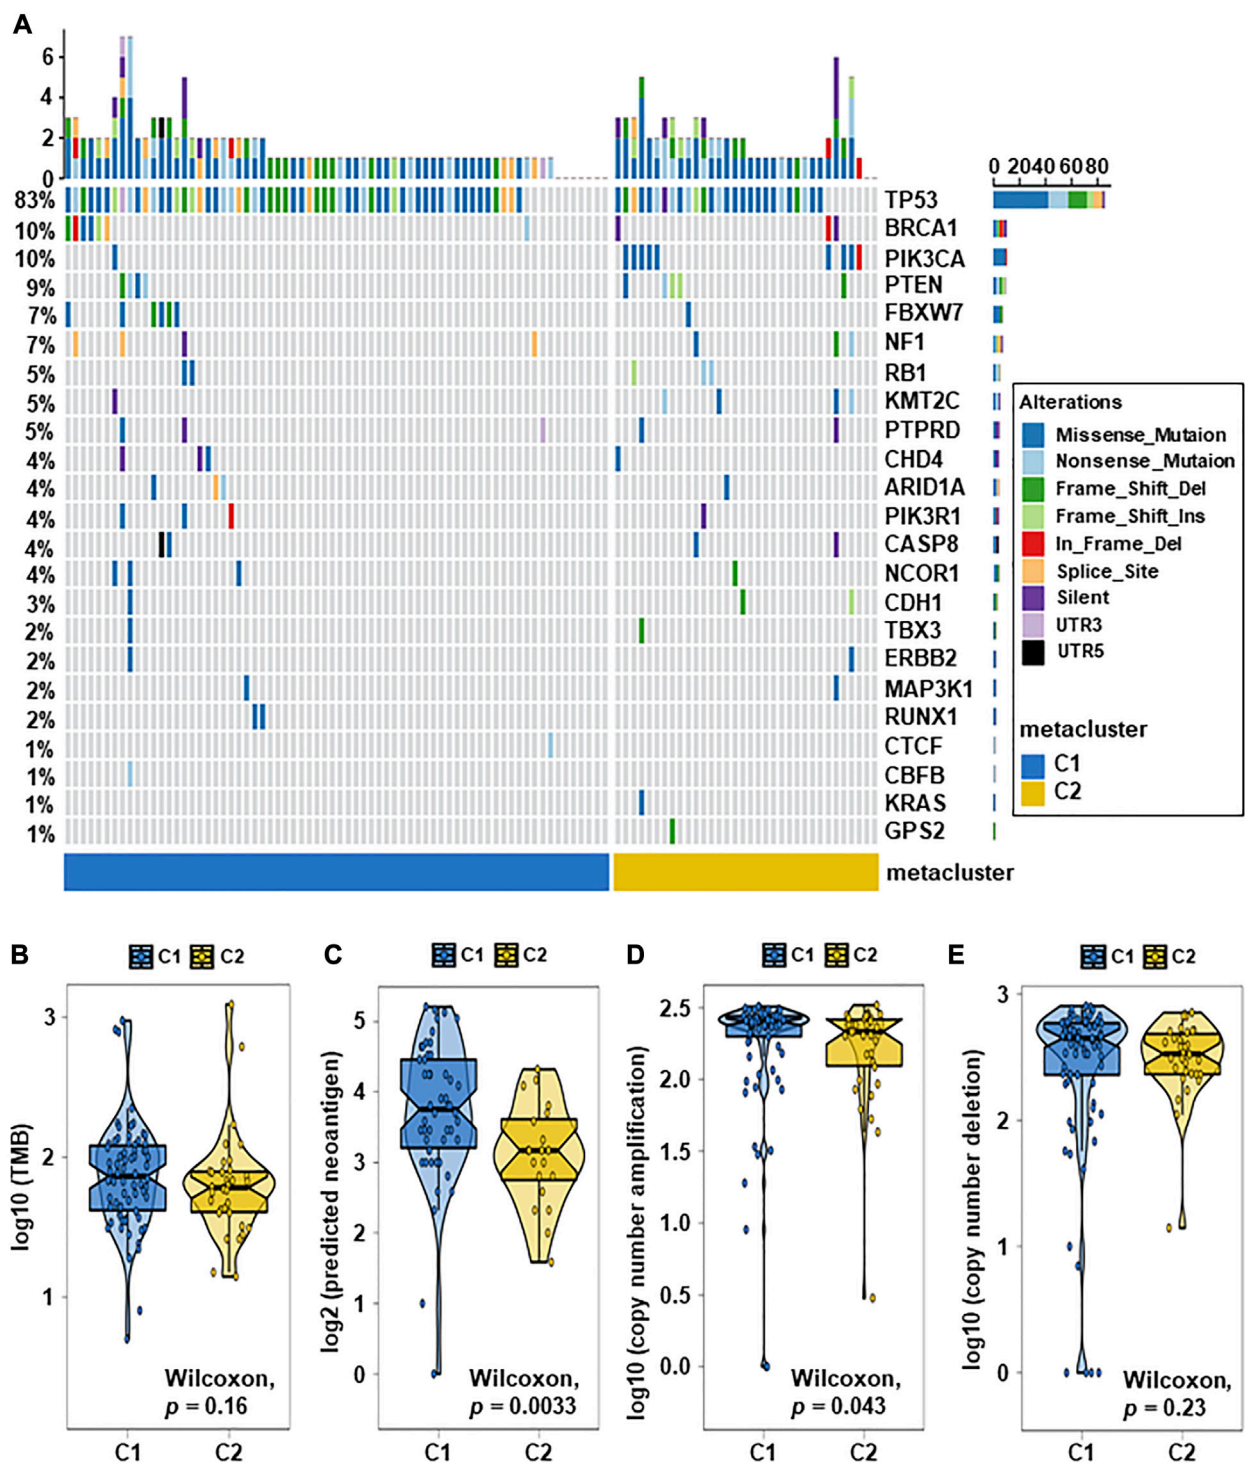 A
6
4
2
0
0 20 40 60 80
83% TP53
10% BRCA1
10% PIK3CA
9% PTEN
7% FBXW7
7% NF1
5% RB1
5% KMT2C
5% PTPRD
4% CHD4
4% ARID1A
4% PIK3R1
4% CASP8
4% NCOR1
3% CDH1
2% TBX3
2% ERBB2
2% MAP3K1
2% RUNX1
1% CTCF
1% CBFB
1% KRAS
1% GPS2
metacluster
Alterations
Missense_Mutaion
Nonsense_Mutaion
Frame_Shift_Del
Frame_Shift_Ins
In_Frame_Del
Splice_Site
Silent
UTR3
UTR5
metacluster
C1
C2
B
C1 C2
log10 (TMB)
3
2
1
Wilcoxon,
p = 0.16
C1 C2
C
C1 C2
log2 (predicted neoantigen)
5
4
3
2
1
0
Wilcoxon,
p = 0.0033
C1 C2
D
C1 C2
log10 (copy number amplification)
2.5
2.0
1.5
1.0
0.5
0.0
Wilcoxon,
p = 0.043
C1 C2
E
C1 C2
log10 (copy number deletion)
3
2
1
0
Wilcoxon,
p = 0.23
C1 C2